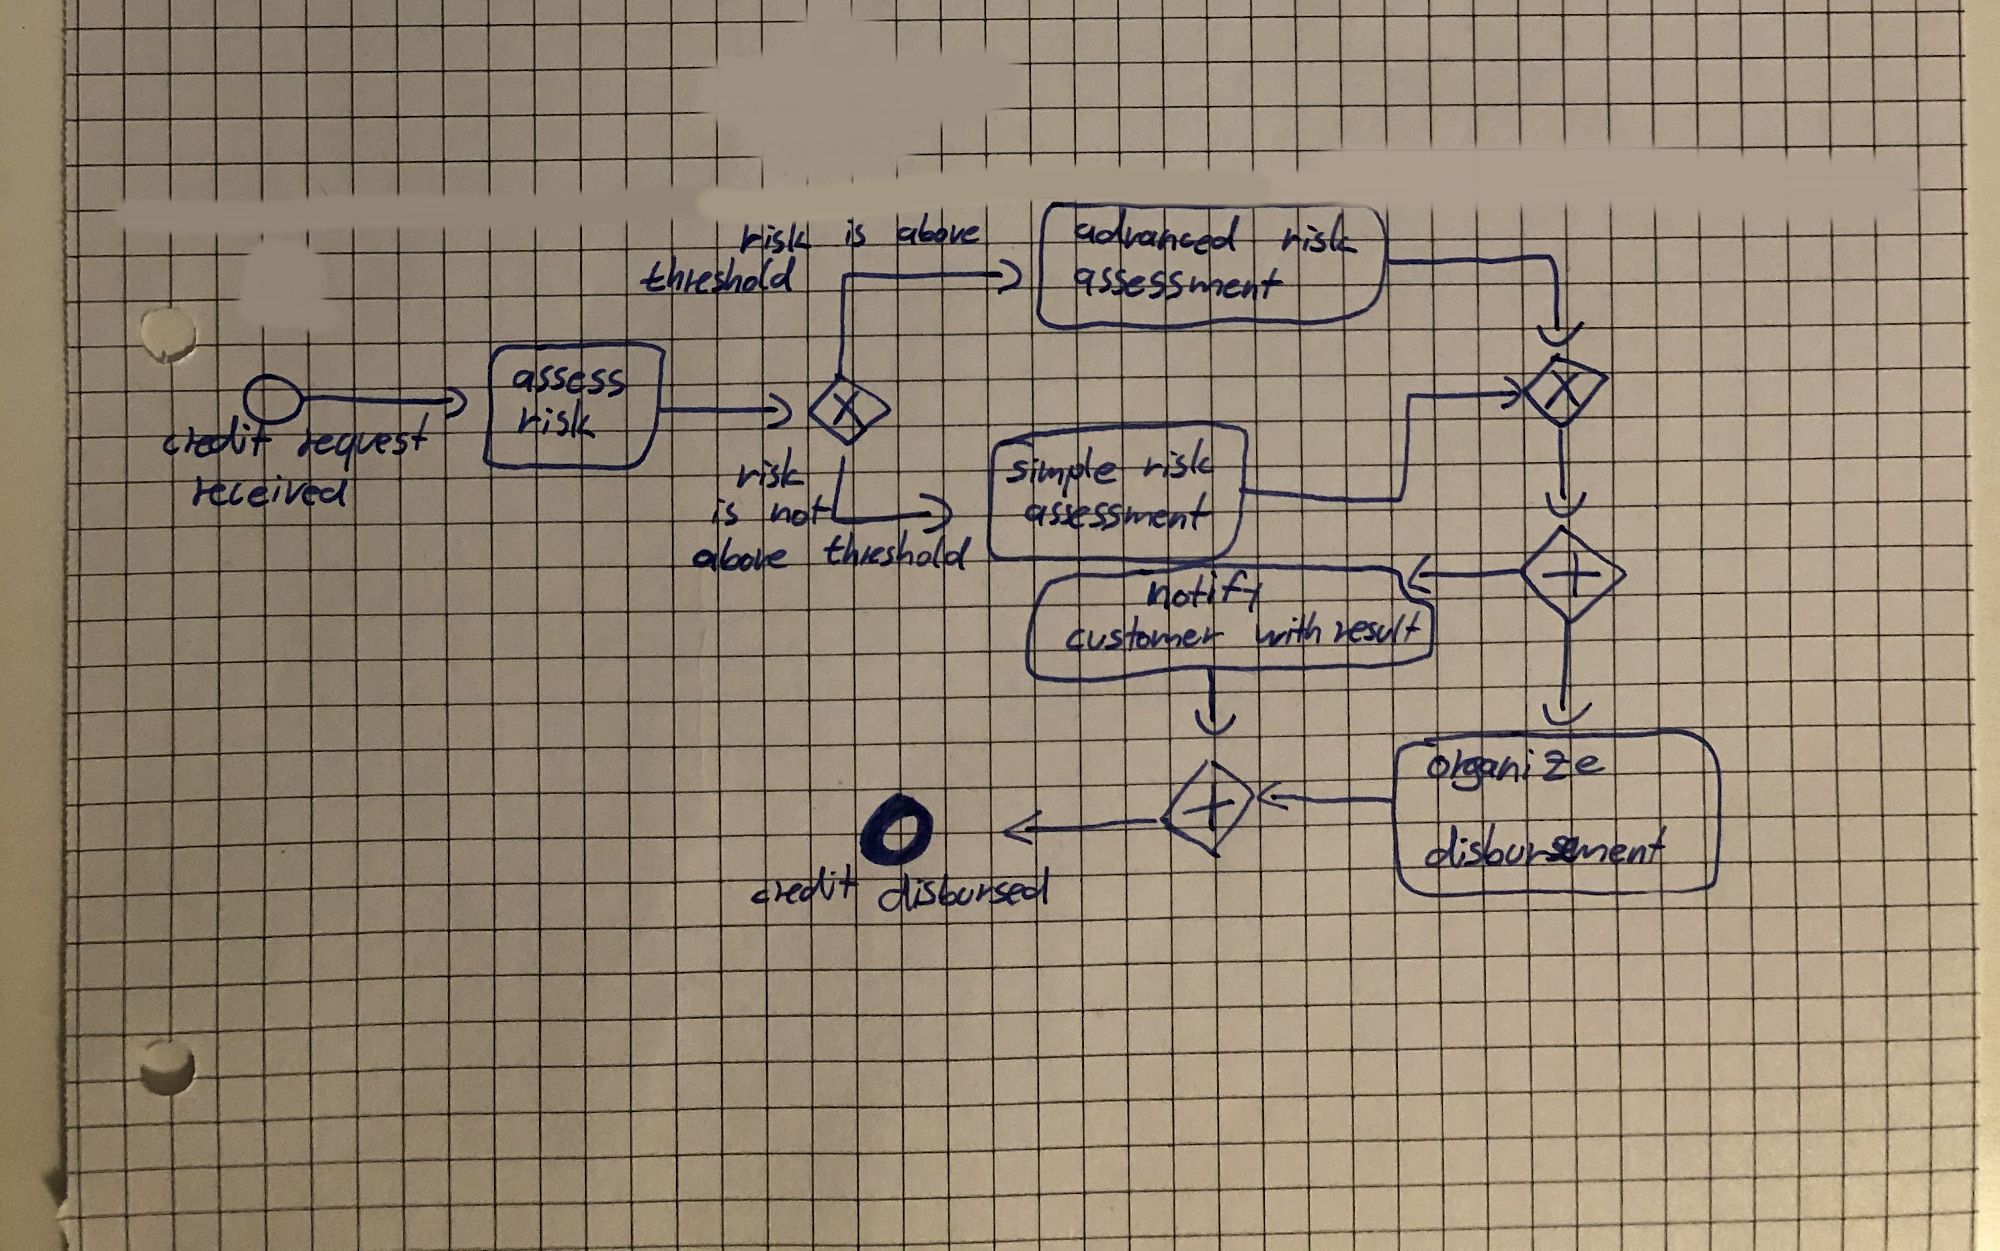 risk is above
threshold
advanced risk
assessment
assess
risk
credit request
received
risk
is not
above threshold
simple risk
assessment
notify
customer with result
organize
disbursement
credit disbursed